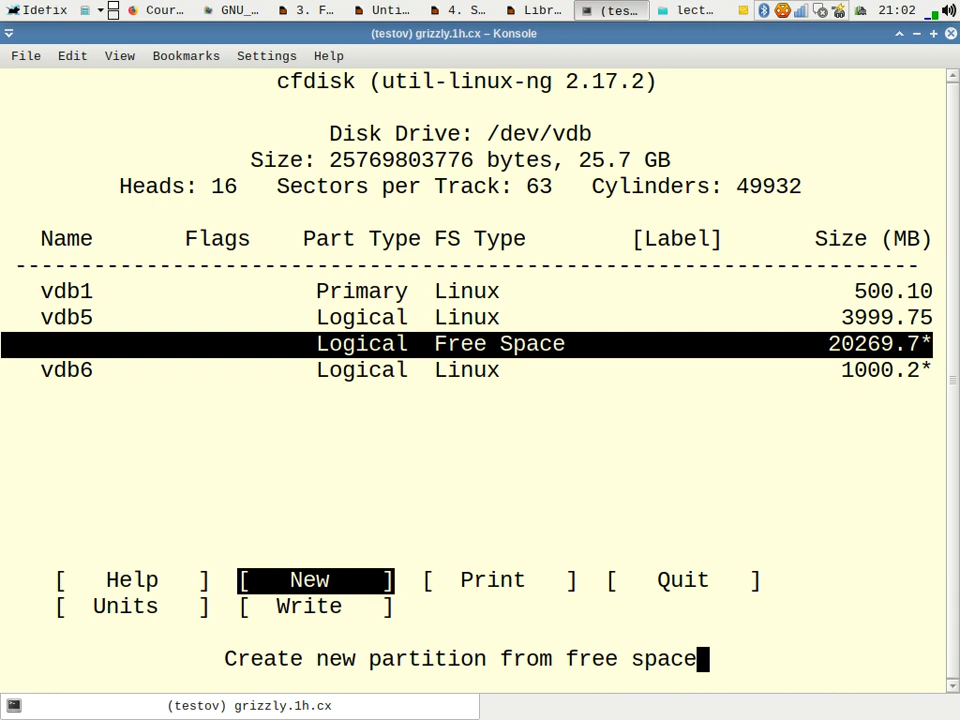 Idefix Cour... GNU_... 3. F... Unti... 4. S... Libr... (tes... lect... 21:02
(testov) grizzly.1h.cx – Konsole
File Edit View Bookmarks Settings Help
cfdisk (util-linux-ng 2.17.2)
Disk Drive: /dev/vdb
Size: 25769803776 bytes, 25.7 GB
Heads: 16 Sectors per Track: 63 Cylinders: 49932
Name Flags Part Type FS Type [Label] Size (MB)
---------------------------------------------------------------------
vdb1 Primary Linux 500.10
vdb5 Logical Linux 3999.75
Logical Free Space 20269.7*
vdb6 Logical Linux 1000.2*
[ Help ] [ New ] [ Print ] [ Quit ]
[ Units ] [ Write ]
Create new partition from free space
(testov) grizzly.1h.cx